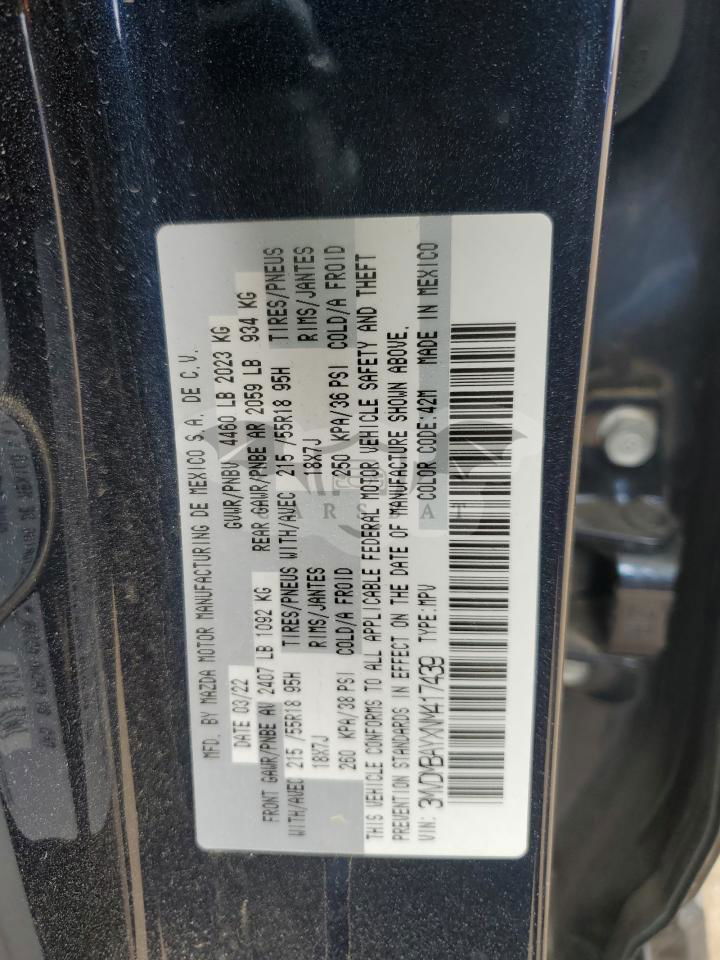 MFD. BY MAZDA MOTOR MANUFACTURING DE MEXICO S.A. DE C.V.
DATE 03/22 GVWR/PNBV 4460 LB 2023 KG
FRONT GAWR/PNBE AV 2407 LB 1092 KG REAR GAWR/PNBE AR 2059 LB 934 KG
WITH/AVEC 215 /55R18 95H TIRES/PNEUS WITH/AVEC 215 /55R18 95H TIRES/PNEUS
18X7J RIMS/JANTES 18X7J RIMS/JANTES
260 KPA/38 PSI COLD/A FROID 250 KPA/36 PSI COLD/A FROID
THIS VEHICLE CONFORMS TO ALL APPLICABLE FEDERAL MOTOR VEHICLE SAFETY AND THEFT
PREVENTION STANDARDS IN EFFECT ON THE DATE OF MANUFACTURE SHOWN ABOVE.
VIN: 3MVDMBAYXNM417439 TYPE:MPV COLOR CODE:42M MADE IN MEXICO